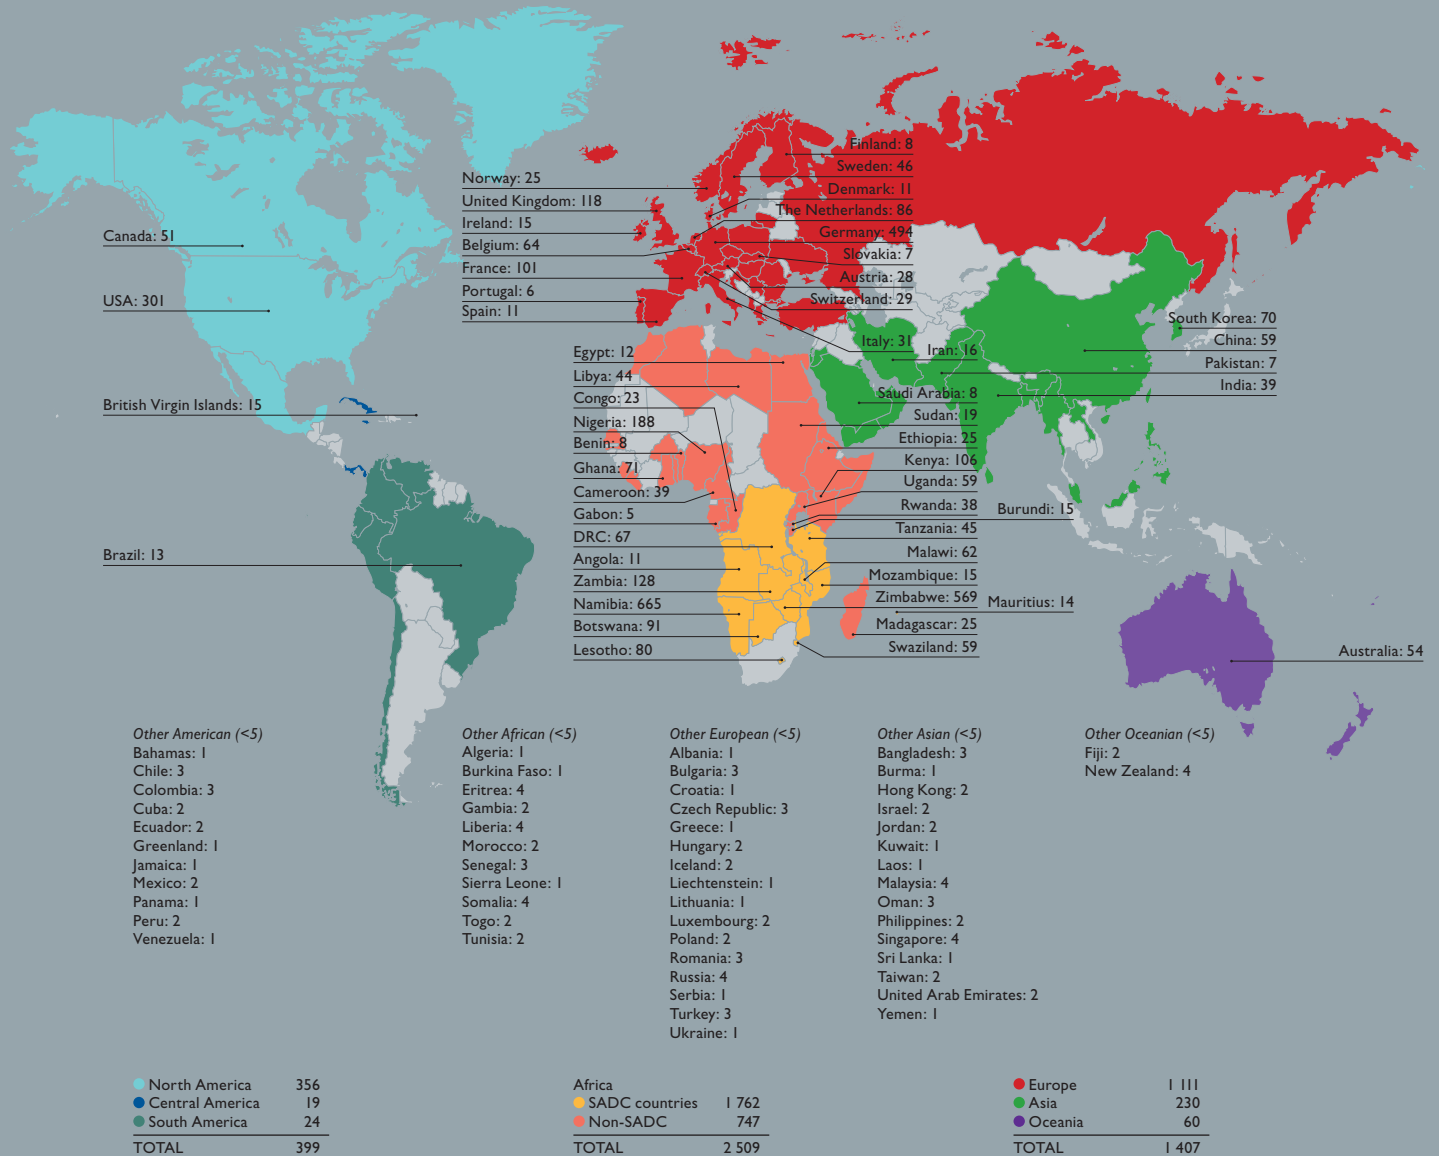 Canada: 51
USA: 301
British Virgin Islands: 15
Brazil: 13
Norway: 25
United Kingdom: 118
Ireland: 15
Belgium: 64
France: 101
Portugal: 6
Spain: 11
Finland: 8
Sweden: 46
Denmark: 11
The Netherlands: 86
Germany: 494
Slovakia: 7
Austria: 28
Switzerland: 29
Italy: 31
Egypt: 12
Libya: 44
Congo: 23
Nigeria: 188
Benin: 8
Ghana: 71
Cameroon: 39
Gabon: 5
DRC: 67
Angola: 11
Zambia: 128
Namibia: 665
Botswana: 91
Lesotho: 80
Iran: 16
Saudi Arabia: 8
Sudan: 19
Ethiopia: 25
Kenya: 106
Uganda: 59
Rwanda: 38
Burundi: 15
Tanzania: 45
Malawi: 62
Mozambique: 15
Zimbabwe: 569
Mauritius: 14
Madagascar: 25
Swaziland: 59
South Korea: 70
China: 59
Pakistan: 7
India: 39
Australia: 54
Other American (<5)
Bahamas: 1
Chile: 3
Colombia: 3
Cuba: 2
Ecuador: 2
Greenland: 1
Jamaica: 1
Mexico: 2
Panama: 1
Peru: 2
Venezuela: 1
Other African (<5)
Algeria: 1
Burkina Faso: 1
Eritrea: 4
Gambia: 2
Liberia: 4
Morocco: 2
Senegal: 3
Sierra Leone: 1
Somalia: 4
Togo: 2
Tunisia: 2
Other European (<5)
Albania: 1
Bulgaria: 3
Croatia: 1
Czech Republic: 3
Greece: 1
Hungary: 2
Iceland: 2
Liechtenstein: 1
Lithuania: 1
Luxembourg: 2
Poland: 2
Romania: 3
Russia: 4
Serbia: 1
Turkey: 3
Ukraine: 1
Other Asian (<5)
Bangladesh: 3
Burma: 1
Hong Kong: 2
Israel: 2
Jordan: 2
Kuwait: 1
Laos: 1
Malaysia: 4
Oman: 3
Philippines: 2
Singapore: 4
Sri Lanka: 1
Taiwan: 2
United Arab Emirates: 2
Yemen: 1
Other Oceanian (<5)
Fiji: 2
New Zealand: 4
North America 356
Central America 19
South America 24
TOTAL 399
Africa
SADC countries 1 762
Non-SADC 747
TOTAL 2 509
Europe 1 111
Asia 230
Oceania 60
TOTAL 1 407